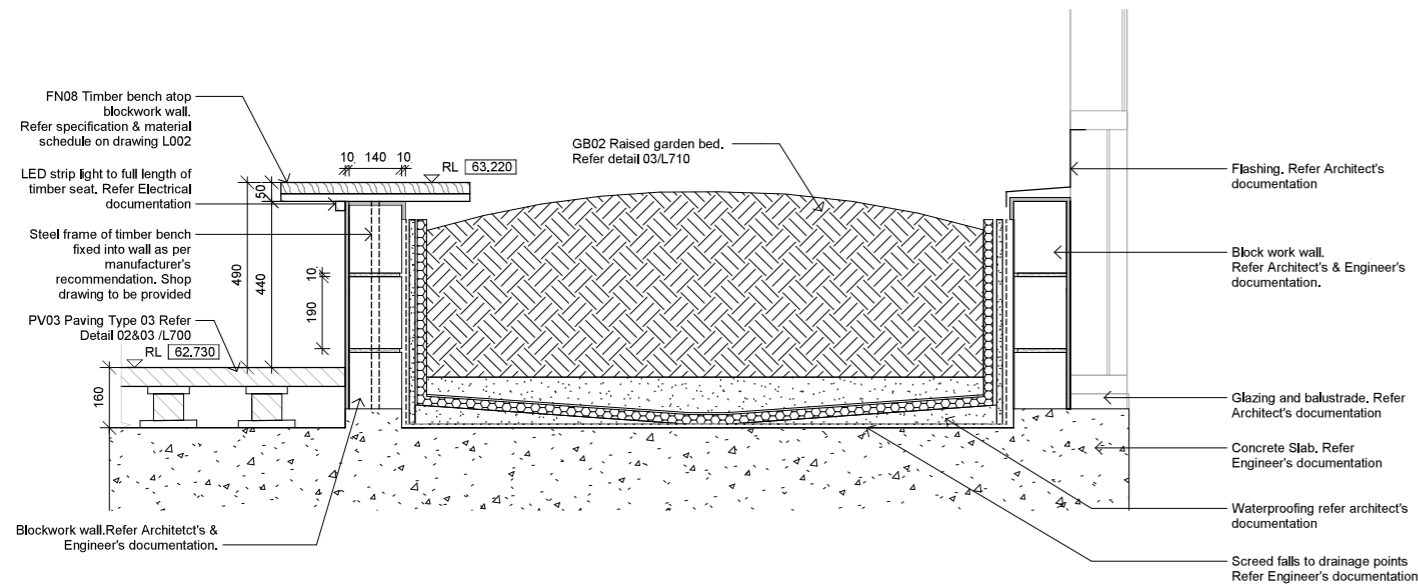 FN08 Timber bench atop
blockwork wall.
Refer specification & material
schedule on drawing L002
LED strip light to full length of
timber seat. Refer Electrical
documentation
Steel frame of timber bench
fixed into wall as per
manufacturer's
recommendation. Shop
drawing to be provided
PV03 Paving Type 03 Refer
Detail 02&03 /L700
RL 62.730
160
490
440
50
10 140 10
RL 63.220
10
190
GB02 Raised garden bed.
Refer detail 03/L710
Blockwork wall.Refer Architetct's &
Engineer's documentation.
Flashing. Refer Architect's
documentation
Block work wall.
Refer Architect's & Engineer's
documentation.
Glazing and balustrade. Refer
Architect's documentation
Concrete Slab. Refer
Engineer's documentation
Waterproofing refer architect's
documentation
Screed falls to drainage points
Refer Engineer's documentation